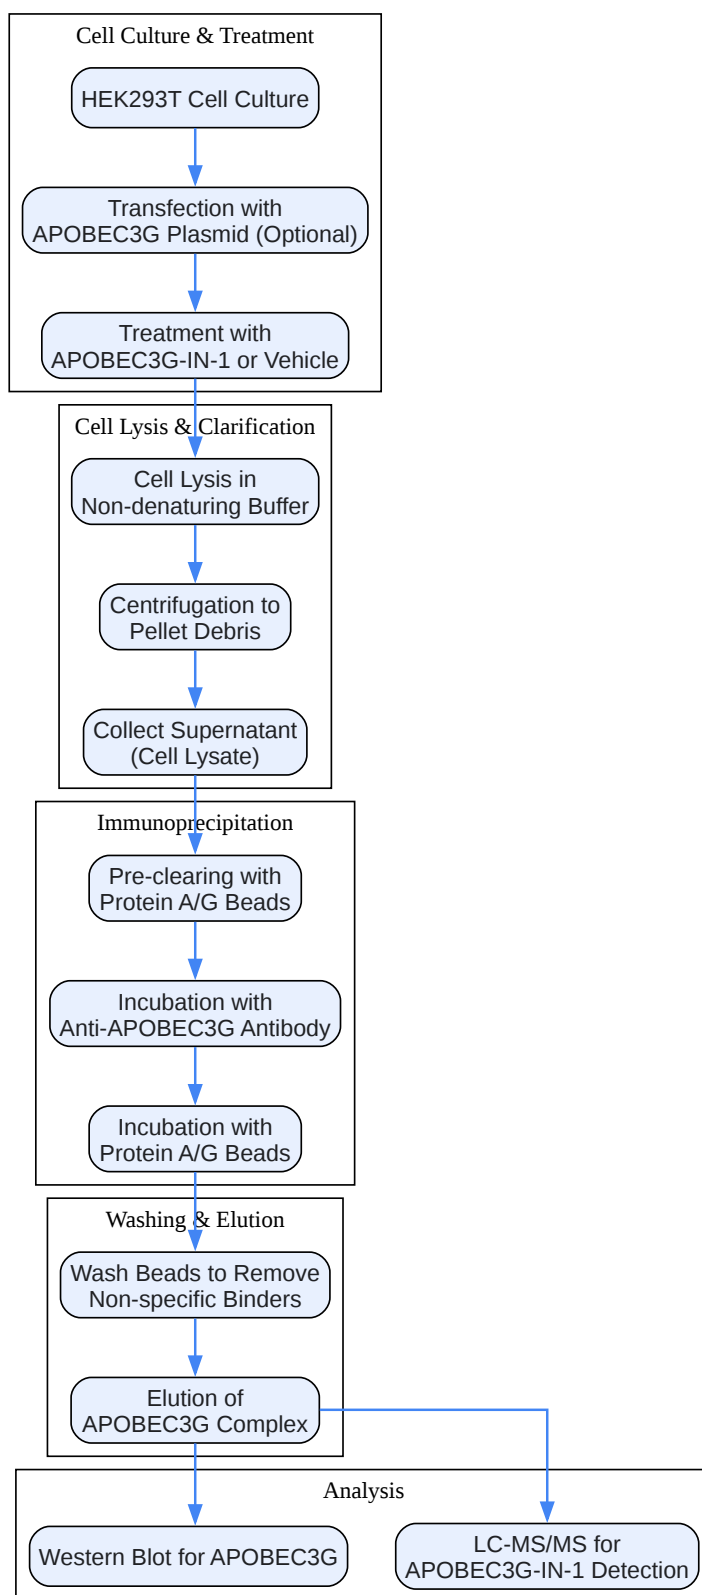 Cell Culture & Treatment
HEK293T Cell Culture
Transfection with
APOBEC3G Plasmid (Optional)
Treatment with
APOBEC3G-IN-1 or Vehicle
Cell Lysis & Clarification
Cell Lysis in
Non-denaturing Buffer
Centrifugation to
Pellet Debris
Collect Supernatant
(Cell Lysate)
Immunoprecipitation
Pre-clearing with
Protein A/G Beads
Incubation with
Anti-APOBEC3G Antibody
Incubation with
Protein A/G Beads
Washing & Elution
Wash Beads to Remove
Non-specific Binders
Elution of
APOBEC3G Complex
Analysis
Western Blot for APOBEC3G
LC-MS/MS for
APOBEC3G-IN-1 Detection